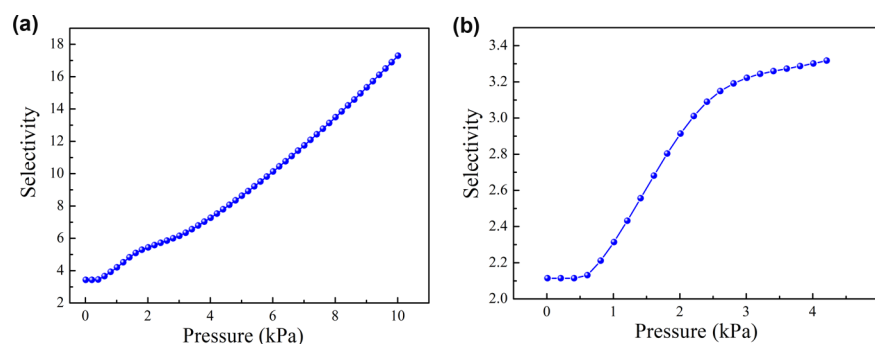 (a)
Selectivity
18
16
14
12
10
8
6
4
2
0 2 4 6 8 10
Pressure (kPa)
(b)
Selectivity
3.4
3.2
3.0
2.8
2.6
2.4
2.2
2.0
0 1 2 3 4
Pressure (kPa)